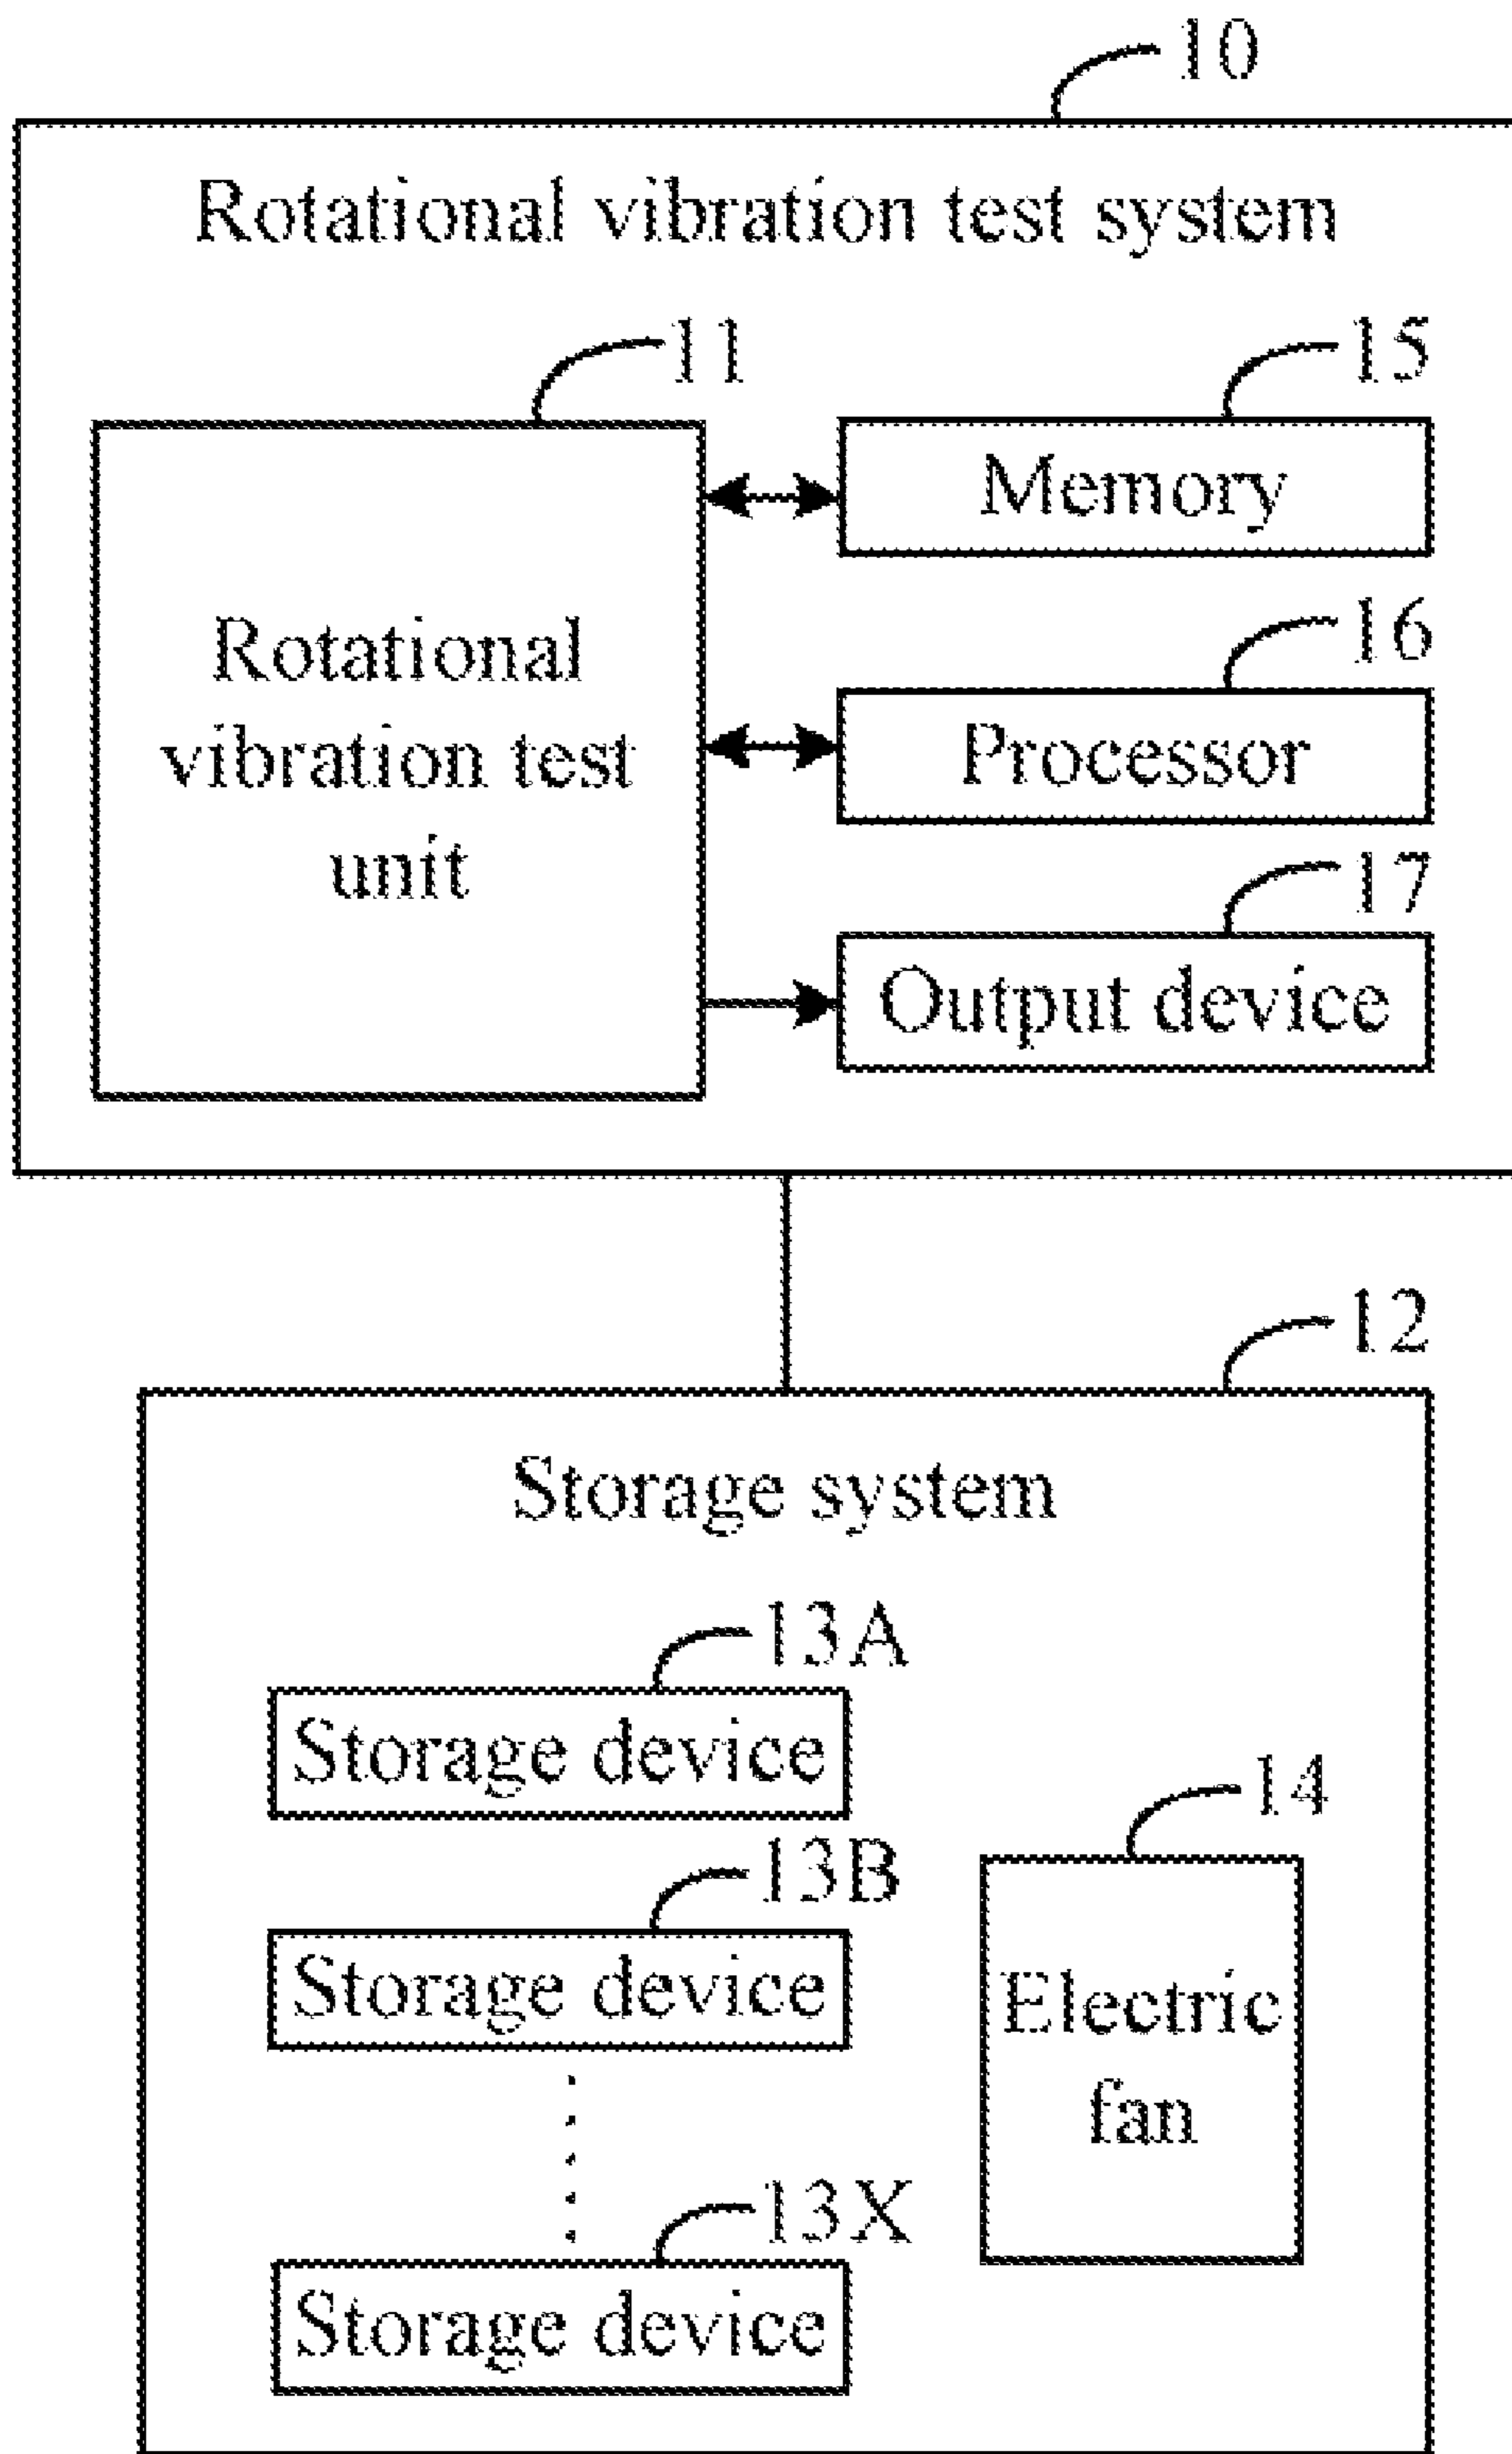 10
Rotational vibration test system
11
15
Memory
Rotational
vibration test
unit
16
Processor
17
Output device
12
Storage system
13A
Storage device
13B
Storage device
14
Electric
fan
13X
Storage device